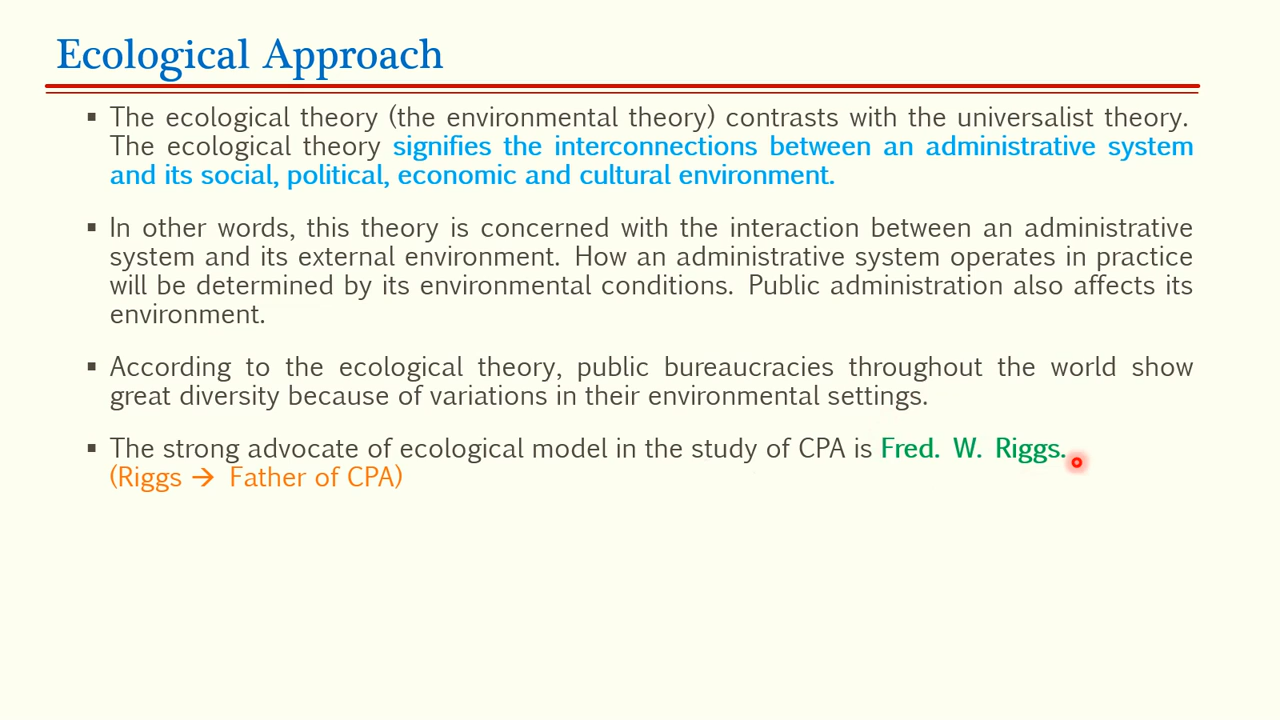 Ecological Approach
▪ The ecological theory (the environmental theory) contrasts with the universalist theory.
The ecological theory signifies the interconnections between an administrative system
and its social, political, economic and cultural environment.
▪ In other words, this theory is concerned with the interaction between an administrative
system and its external environment. How an administrative system operates in practice
will be determined by its environmental conditions. Public administration also affects its
environment.
▪ According to the ecological theory, public bureaucracies throughout the world show
great diversity because of variations in their environmental settings.
▪ The strong advocate of ecological model in the study of CPA is Fred. W. Riggs.
(Riggs → Father of CPA)